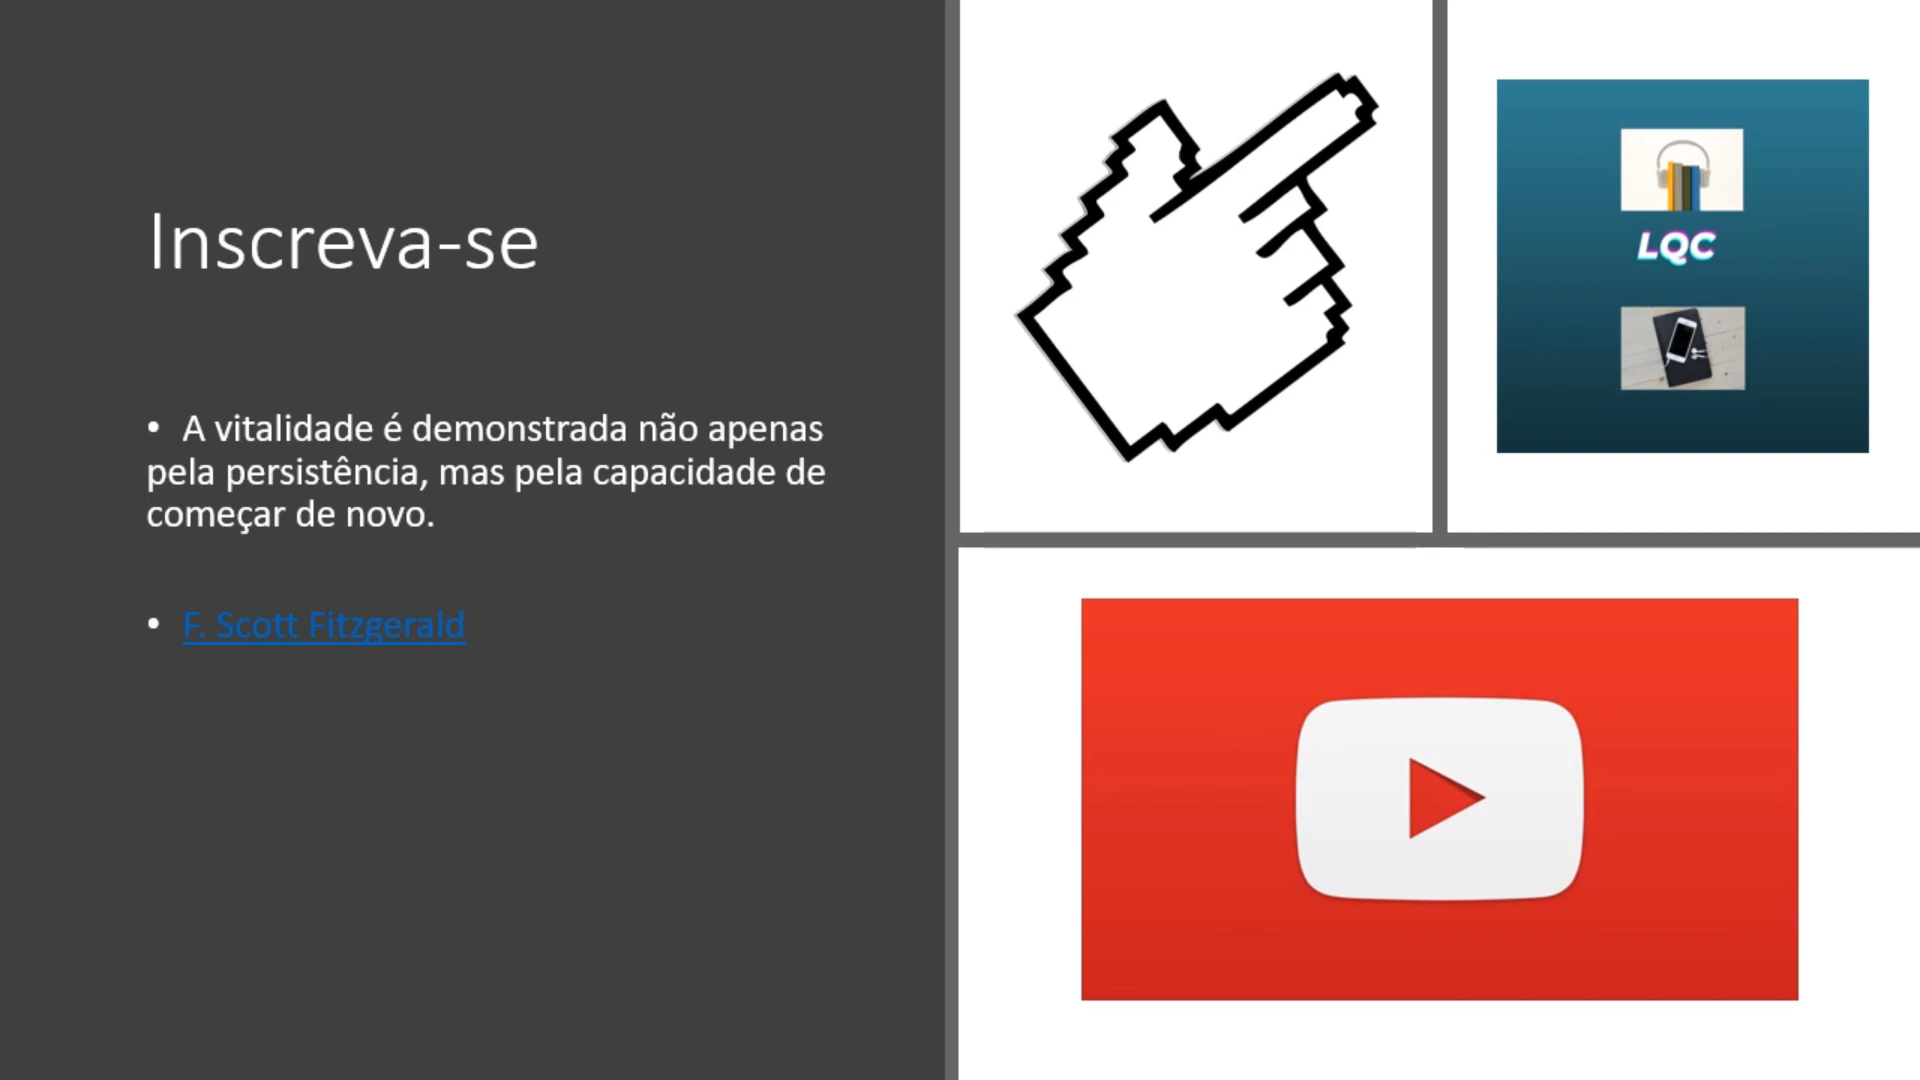 Inscreva-se
• A vitalidade é demonstrada não apenas
pela persistência, mas pela capacidade de
começar de novo.
• F. Scott Fitzgerald
LQC